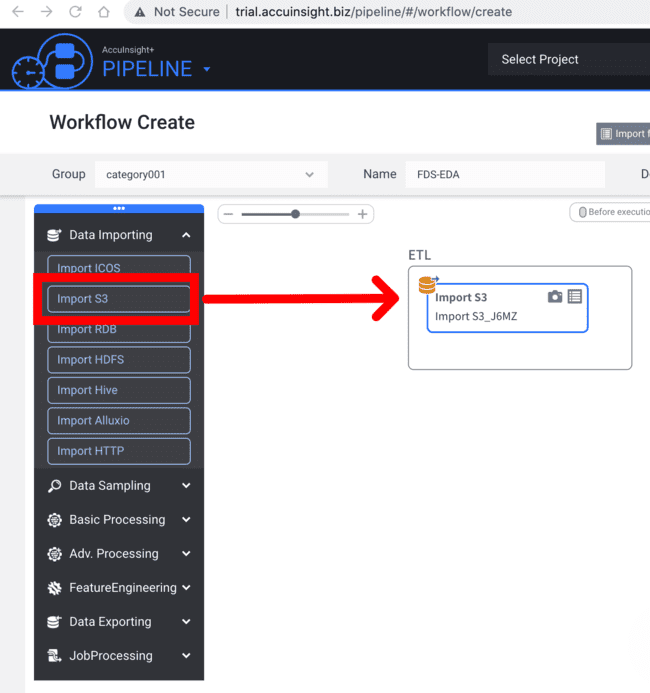 Not Secure | trial.accuinsight.biz/pipeline/#/workflow/create
AccuInsight+
PIPELINE
Select Project
Workflow Create
Import
Group category001 Name FDS-EDA
Before executio
Data Importing
Import ICOS
Import S3
Import RDB
Import HDFS
Import Hive
Import Alluxio
Import HTTP
Data Sampling
Basic Processing
Adv. Processing
FeatureEngineering
Data Exporting
JobProcessing
ETL
Import S3
Import S3_J6MZ